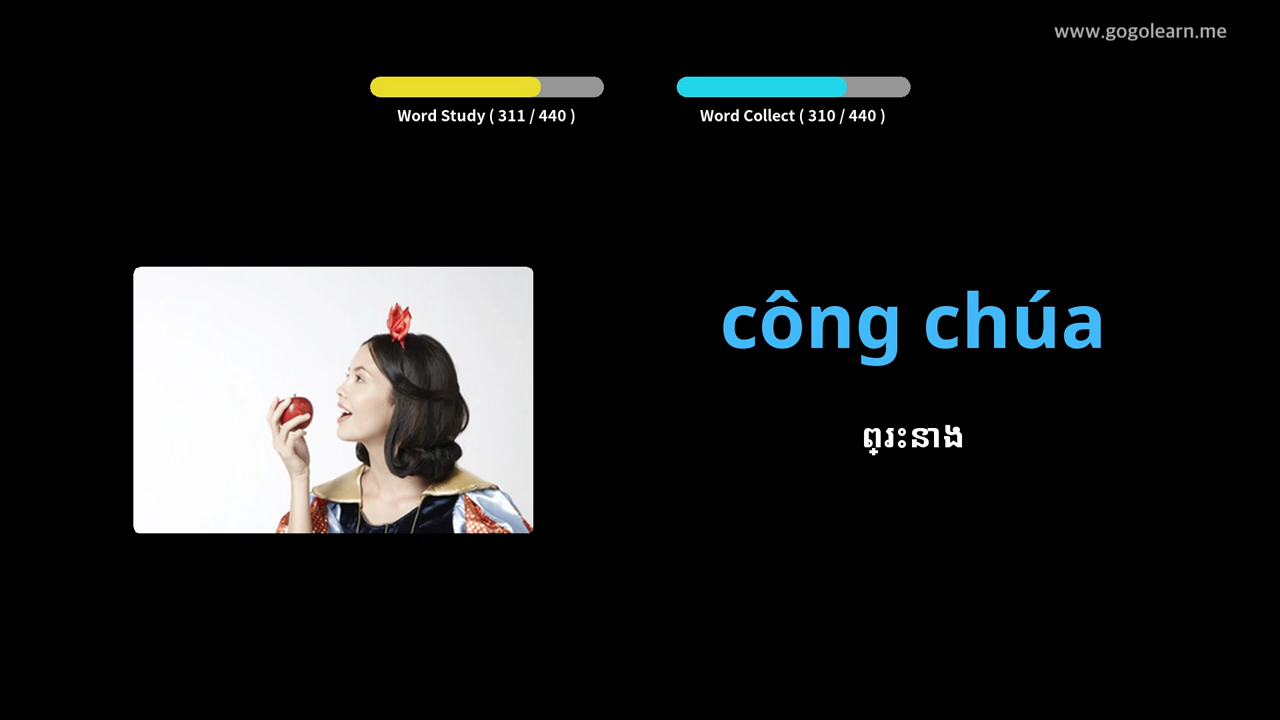 www.gogolearn.me
Word Study ( 311 / 440 )
Word Collect ( 310 / 440 )
công chúa
ព្រះនាង